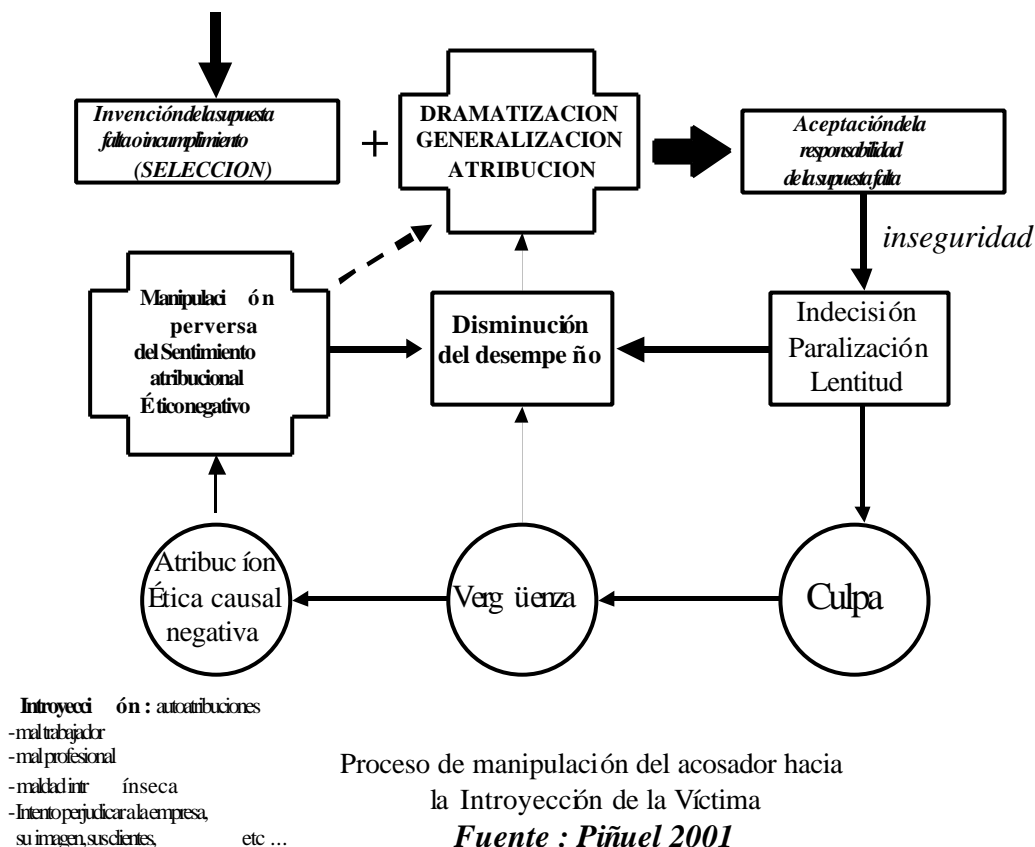 Invención de la supuesta
falta o incumplimiento
(SELECCION)
+
DRAMATIZACION
GENERALIZACION
ATRIBUCION
Aceptación de la
responsabilidad
de la supuesta falta
inseguridad
Manipulación
perversa
del Sentimiento
atribucional
Ético negativo
Disminución
del desempeño
Indecisión
Paralización
Lentitud
Atribucíon
Ética causal
negativa
Vergüenza
Culpa
Introyección : autoatribuciones
-mal trabajador
-mal profesional
-maldad intrínseca
-Intento perjudicar a la empresa,
su imagen, sus clientes, etc ...
Proceso de manipulación del acosador hacia
la Introyección de la Víctima
Fuente : Piñuel 2001